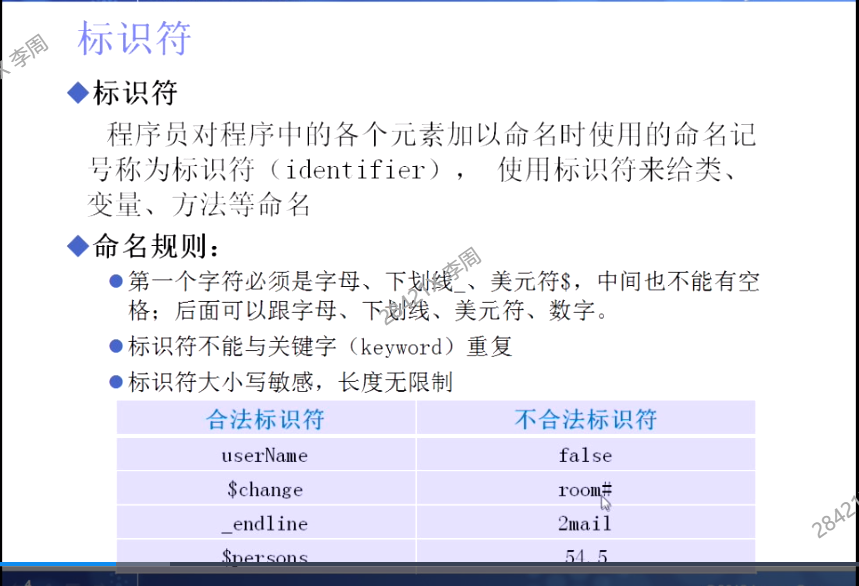 标识符
标识符
程序员对程序中的各个元素加以命名时使用的命名记
号称为标识符（identifier）， 使用标识符来给类、
变量、方法等命名
命名规则：
第一个字符必须是字母、下划线_、美元符$，中间也不能有空
格；后面可以跟字母、下划线、美元符、数字。
标识符不能与关键字（keyword）重复
标识符大小写敏感，长度无限制
合法标识符 不合法标识符
userName false
$change room#
_endline 2mail
$persons 54.5
李周
李周